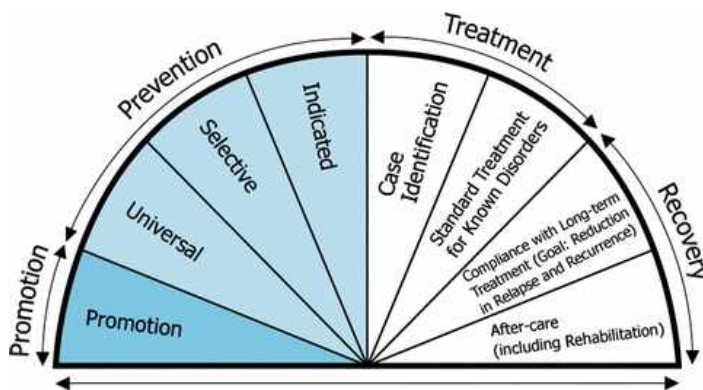 Promotion
Prevention
Treatment
Recovery
Promotion
Universal
Selective
Indicated
Case
Identification
Standard Treatment
for Known Disorders
Compliance with Long-term
Treatment (Goal: Reduction
in Relapse and Recurrence)
After-care
(including Rehabilitation)